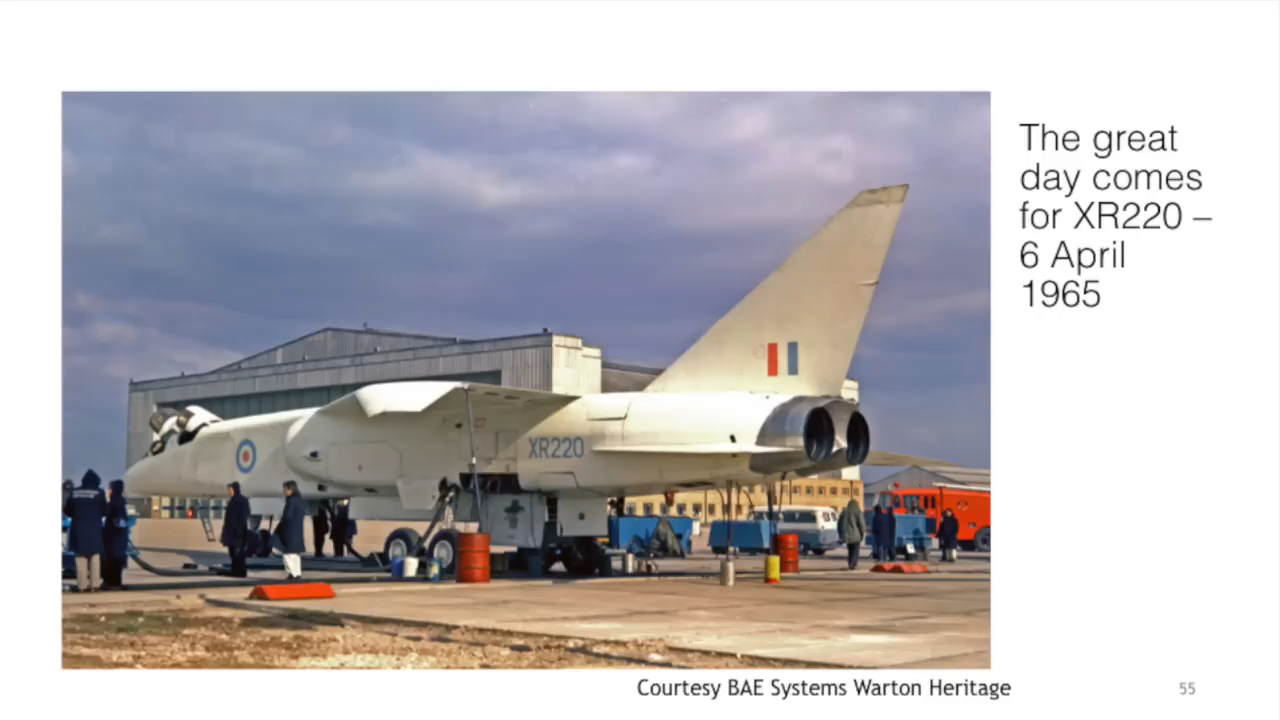 The great
day comes
for XR220 –
6 April
1965
XR220
Courtesy BAE Systems Warton Heritage
55